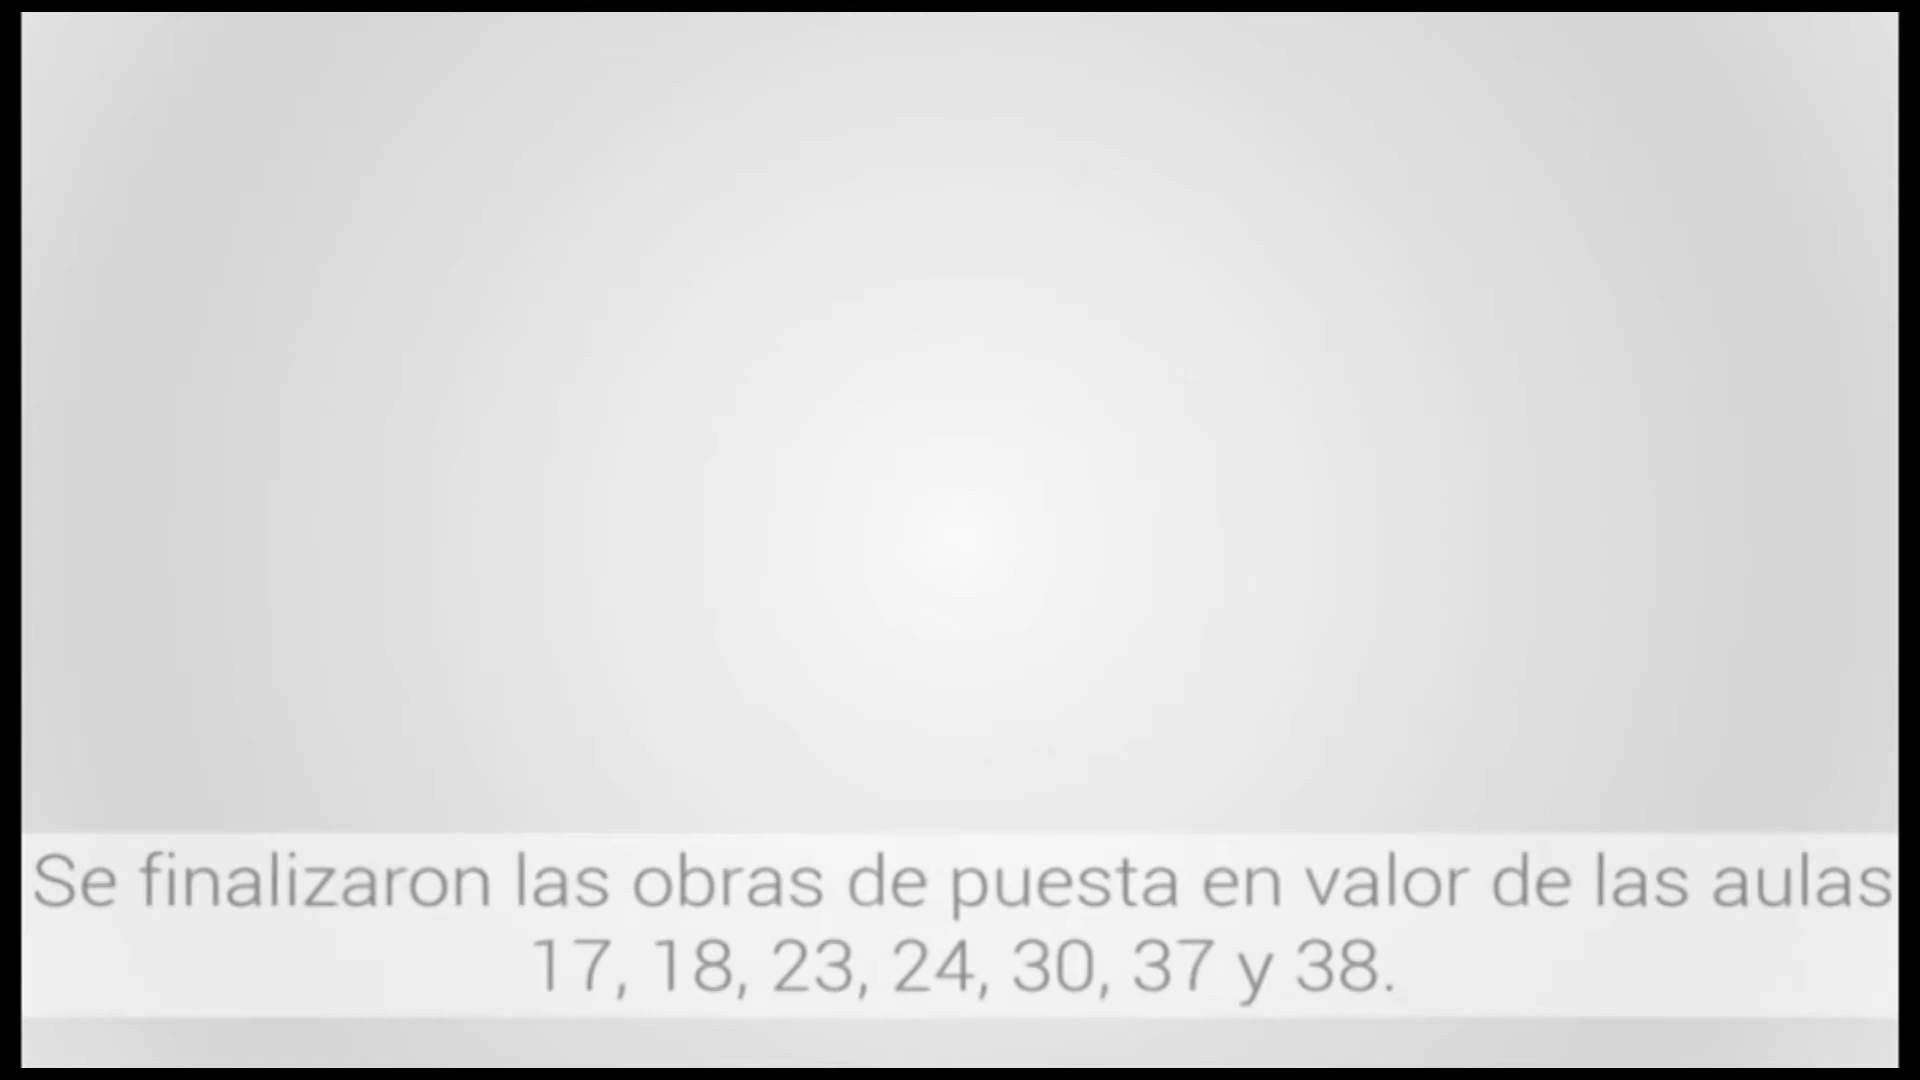 Se finalizaron las obras de puesta en valor de las aulas
17, 18, 23, 24, 30, 37 y 38.